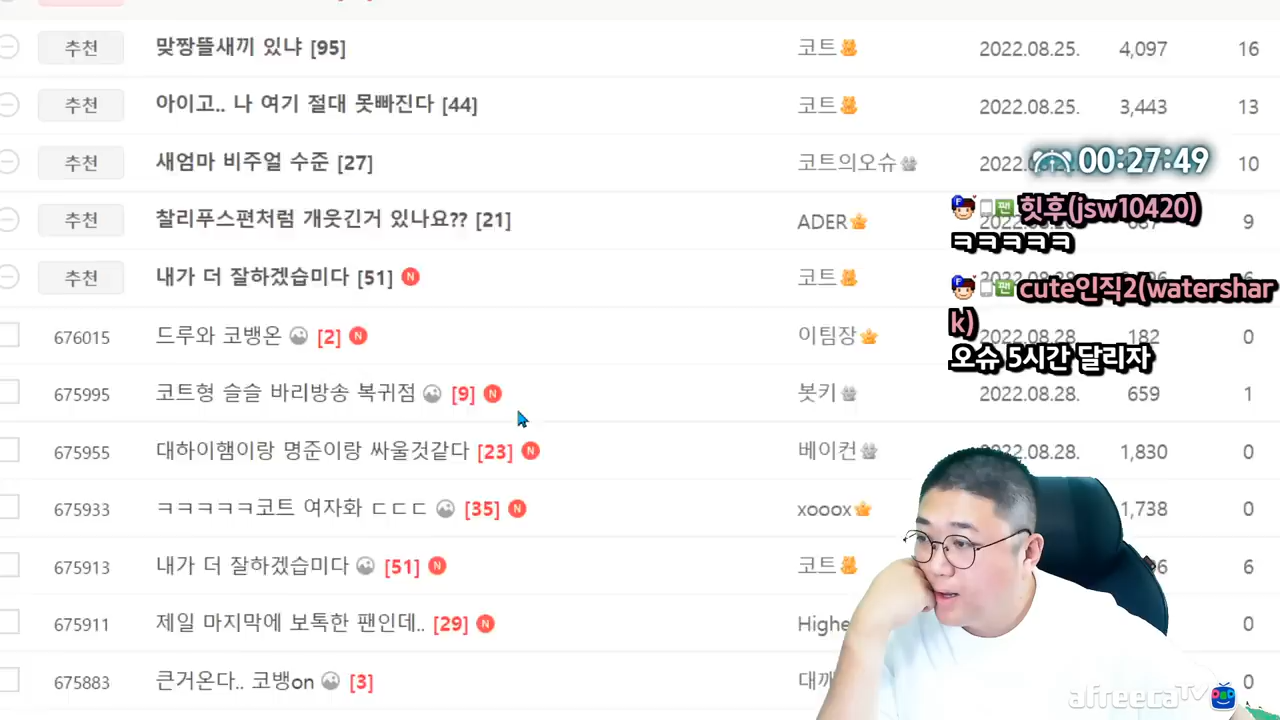 추천 맞짱뜰새끼 있냐 [95] 코트 2022.08.25. 4,097 16
추천 아이고.. 나 여기 절대 못빠진다 [44] 코트 2022.08.25. 3,443 13
추천 새엄마 비주얼 수준 [27] 코트의오슈 10
00:27:49
추천 찰리푸스편처럼 개웃긴거 있나요?? [21] ADER 9
힛후(jsw10420)
ㅋㅋㅋㅋㅋ
추천 내가 더 잘하겠습미다 [51] N 코트
cute인직2(watershar
k)
오슈 5시간 달리자
676015 드루와 코뱅온 [2] N 이팀장 2022.08.28. 182 0
675995 코트형 슬슬 바리방송 복귀점 [9] N 봇키 2022.08.28. 659 1
675955 대하이햄이랑 명준이랑 싸울것같다 [23] N 베이컨 2022.08.28. 1,830 0
675933 ㅋㅋㅋㅋㅋ코트 여자화 ㄷㄷㄷ [35] N xooox 1,738 0
675913 내가 더 잘하겠습미다 [51] N 코트 6
675911 제일 마지막에 보톡한 팬인데.. [29] N Highe 0
675883 큰거온다.. 코뱅on [3] 대깨 0
afreecaTV